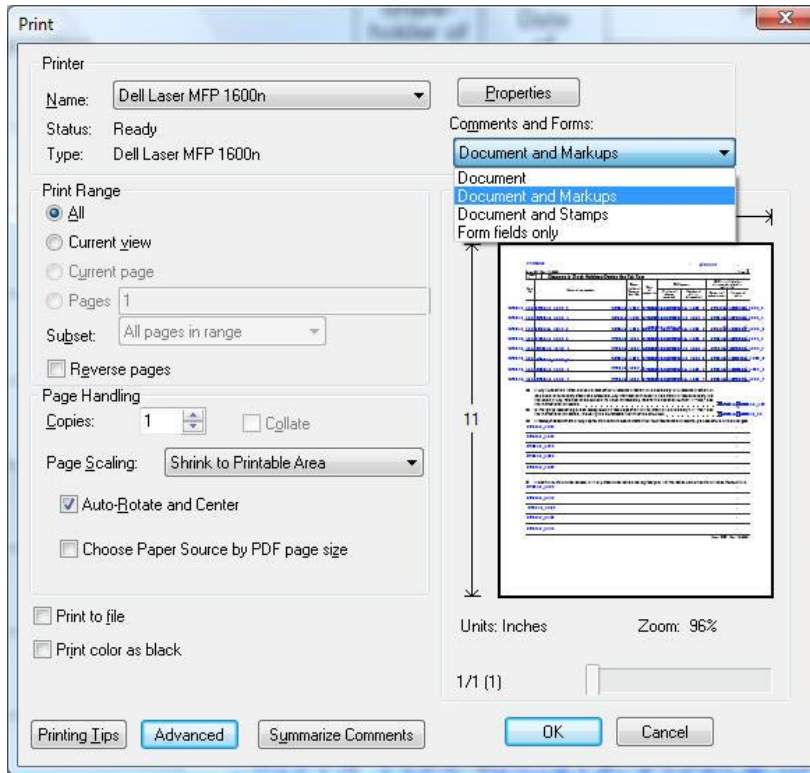 Print
Printer
Name: Dell Laser MFP 1600n
Properties
Status: Ready
Comments and Forms:
Type: Dell Laser MFP 1600n
Document and Markups
Document
Document and Markups
Document and Stamps
Form fields only
Print Range
All
Current view
Current page
Pages 1
Subset: All pages in range
Reverse pages
Page Handling
Copies: 1 Collate
Page Scaling: Shrink to Printable Area
Auto-Rotate and Center
Choose Paper Source by PDF page size
11
Print to file
Print color as black
Units: Inches Zoom: 96%
1/1 (1)
Printing Tips Advanced Summarize Comments OK Cancel